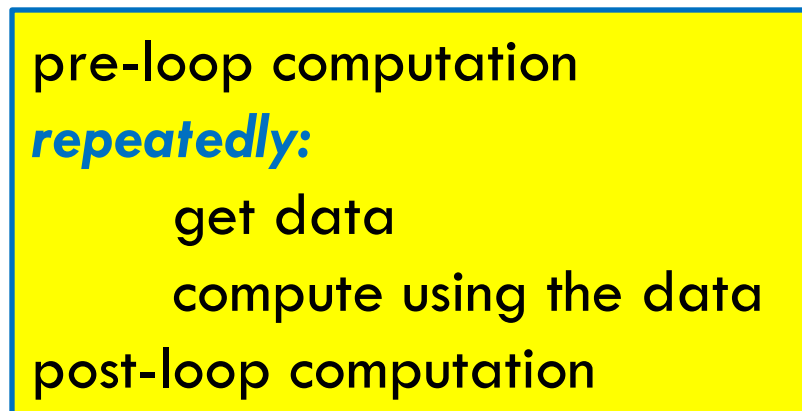 pre-loop computation
repeatedly:
get data
compute using the data
post-loop computation